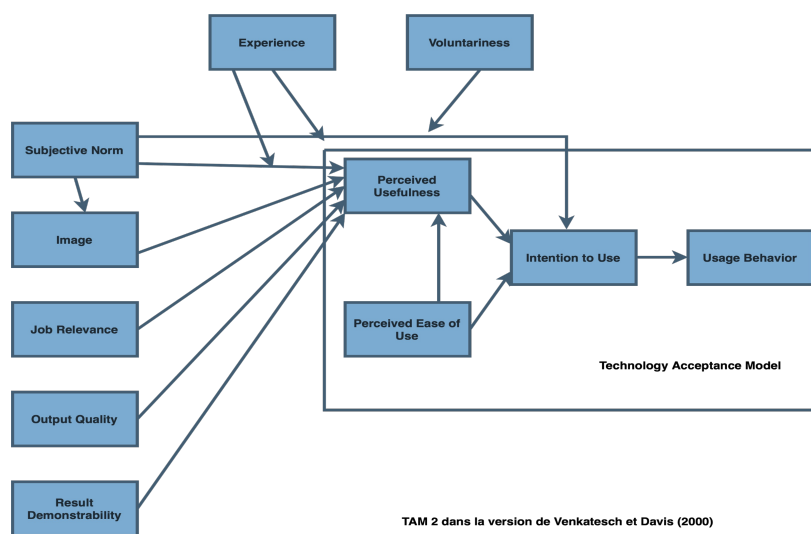 Experience
Voluntariness
Subjective Norm
Perceived
Usefulness
Image
Intention to Use
Usage Behavior
Job Relevance
Perceived Ease of
Use
Technology Acceptance Model
Output Quality
Result
Demonstrability
TAM 2 dans la version de Venkatesch et Davis (2000)